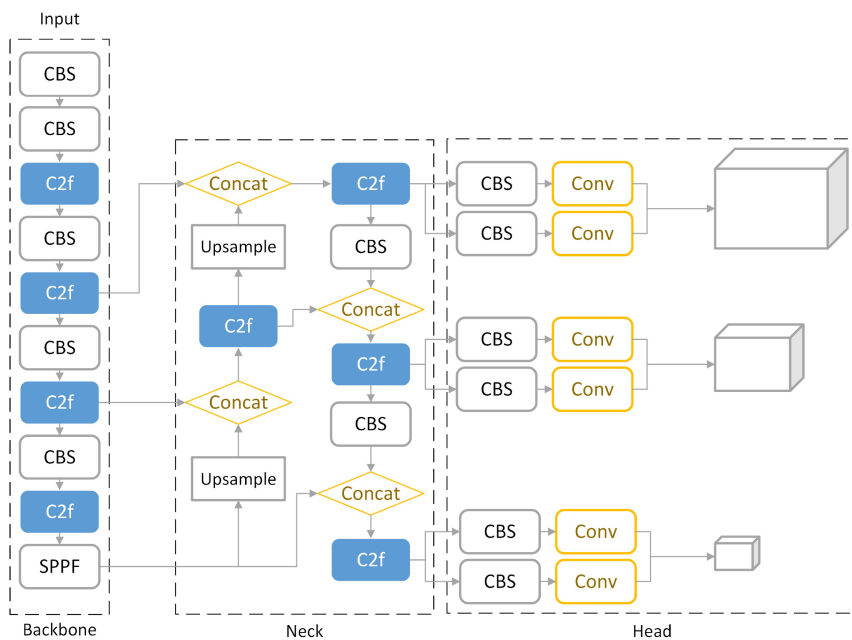 Input
CBS
CBS
C2f
CBS
C2f
CBS
C2f
CBS
C2f
SPPF
Backbone
Concat
Upsample
C2f
Concat
Upsample
C2f
CBS
Concat
C2f
CBS
Concat
C2f
Neck
CBS Conv
CBS Conv
CBS Conv
CBS Conv
CBS Conv
CBS Conv
Head